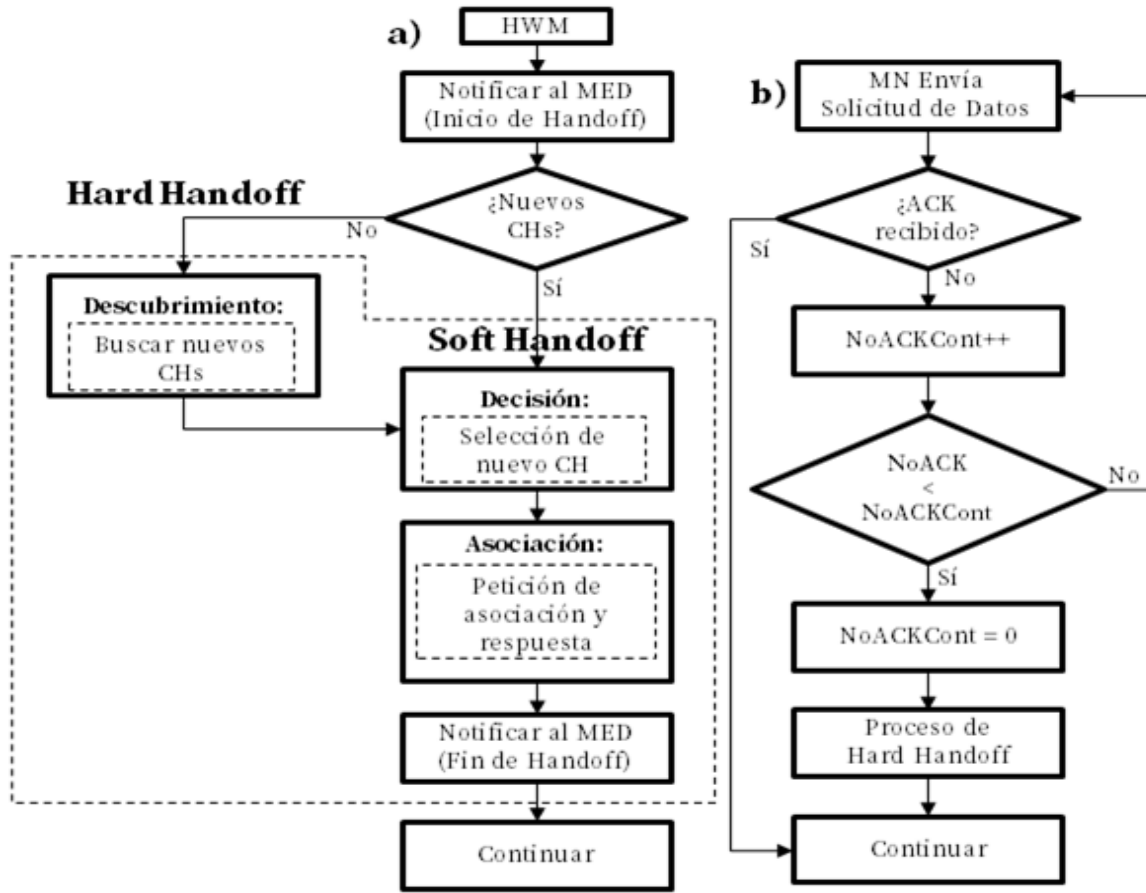 a)
HWM
Notificar al MED
(Inicio de Handoff)
Hard Handoff
¿Nuevos
CHs?
No
Sí
Descubrimiento:
Buscar nuevos
CHs
Soft Handoff
Decisión:
Selección de
nuevo CH
Asociación:
Petición de
asociación y
respuesta
Notificar al MED
(Fin de Handoff)
Continuar
b)
MN Envía
Solicitud de Datos
¿ACK
recibido?
Sí
No
NoACKCont++
NoACK
<
NoACKCont
No
Sí
NoACKCont = 0
Proceso de
Hard Handoff
Continuar